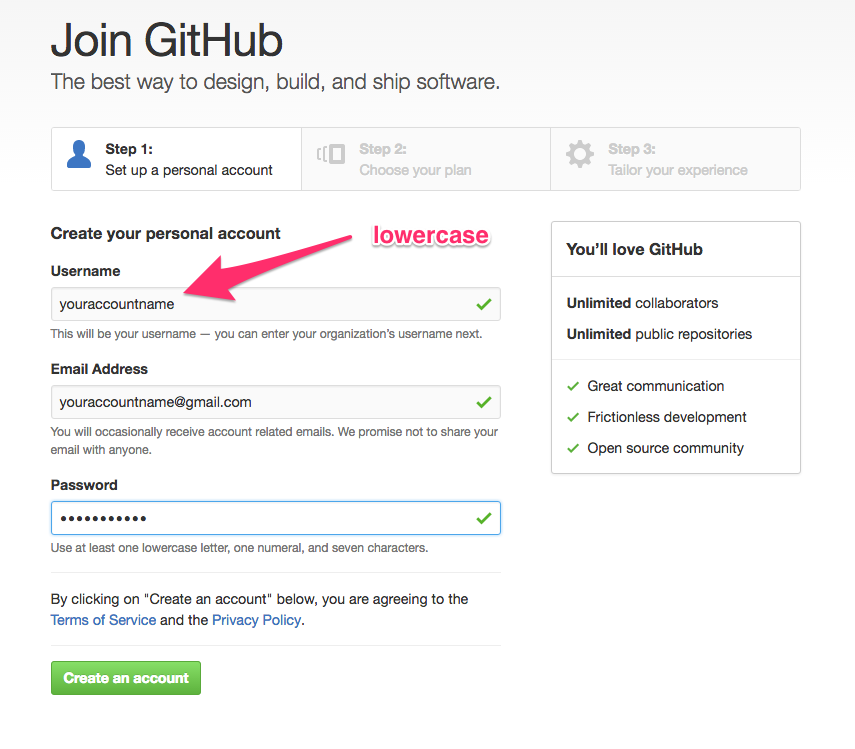 Join GitHub
The best way to design, build, and ship software.
Step 1:
Set up a personal account
Step 2:
Choose your plan
Step 3:
Tailor your experience
Create your personal account
lowercase
Username
youraccountname
This will be your username — you can enter your organization’s username next.
Email Address
youraccountname@gmail.com
You will occasionally receive account related emails. We promise not to share your
email with anyone.
Password
•••••••••••
Use at least one lowercase letter, one numeral, and seven characters.
By clicking on "Create an account" below, you are agreeing to the
Terms of Service and the Privacy Policy.
Create an account
You’ll love GitHub
Unlimited collaborators
Unlimited public repositories
Great communication
Frictionless development
Open source community